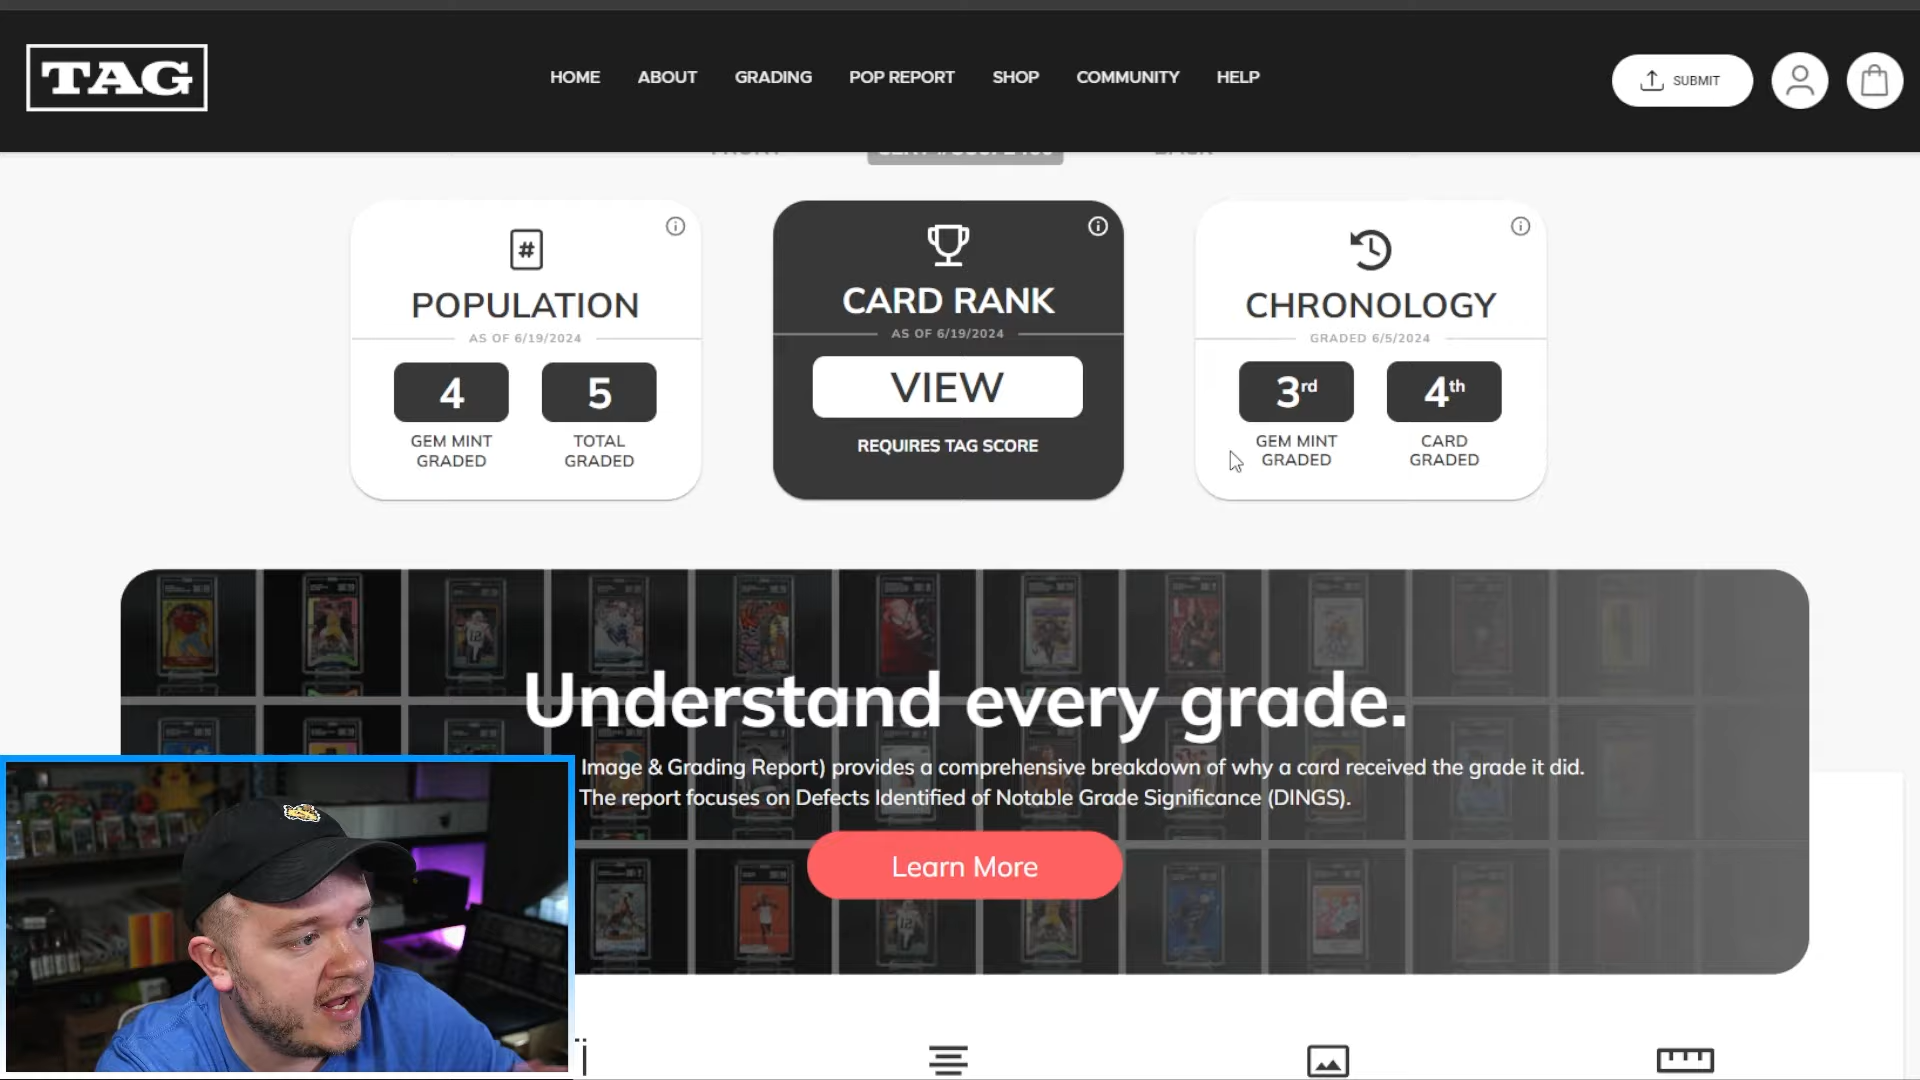 TAG
HOME ABOUT GRADING POP REPORT SHOP COMMUNITY HELP
SUBMIT
#
POPULATION
AS OF 6/19/2024
4 5
GEM MINT GRADED
TOTAL GRADED
CARD RANK
AS OF 6/19/2024
VIEW
REQUIRES TAG SCORE
CHRONOLOGY
GRADED 6/5/2024
3rd 4th
GEM MINT GRADED
CARD GRADED
Understand every grade.
Image & Grading Report) provides a comprehensive breakdown of why a card received the grade it did.
The report focuses on Defects Identified of Notable Grade Significance (DINGS).
Learn More